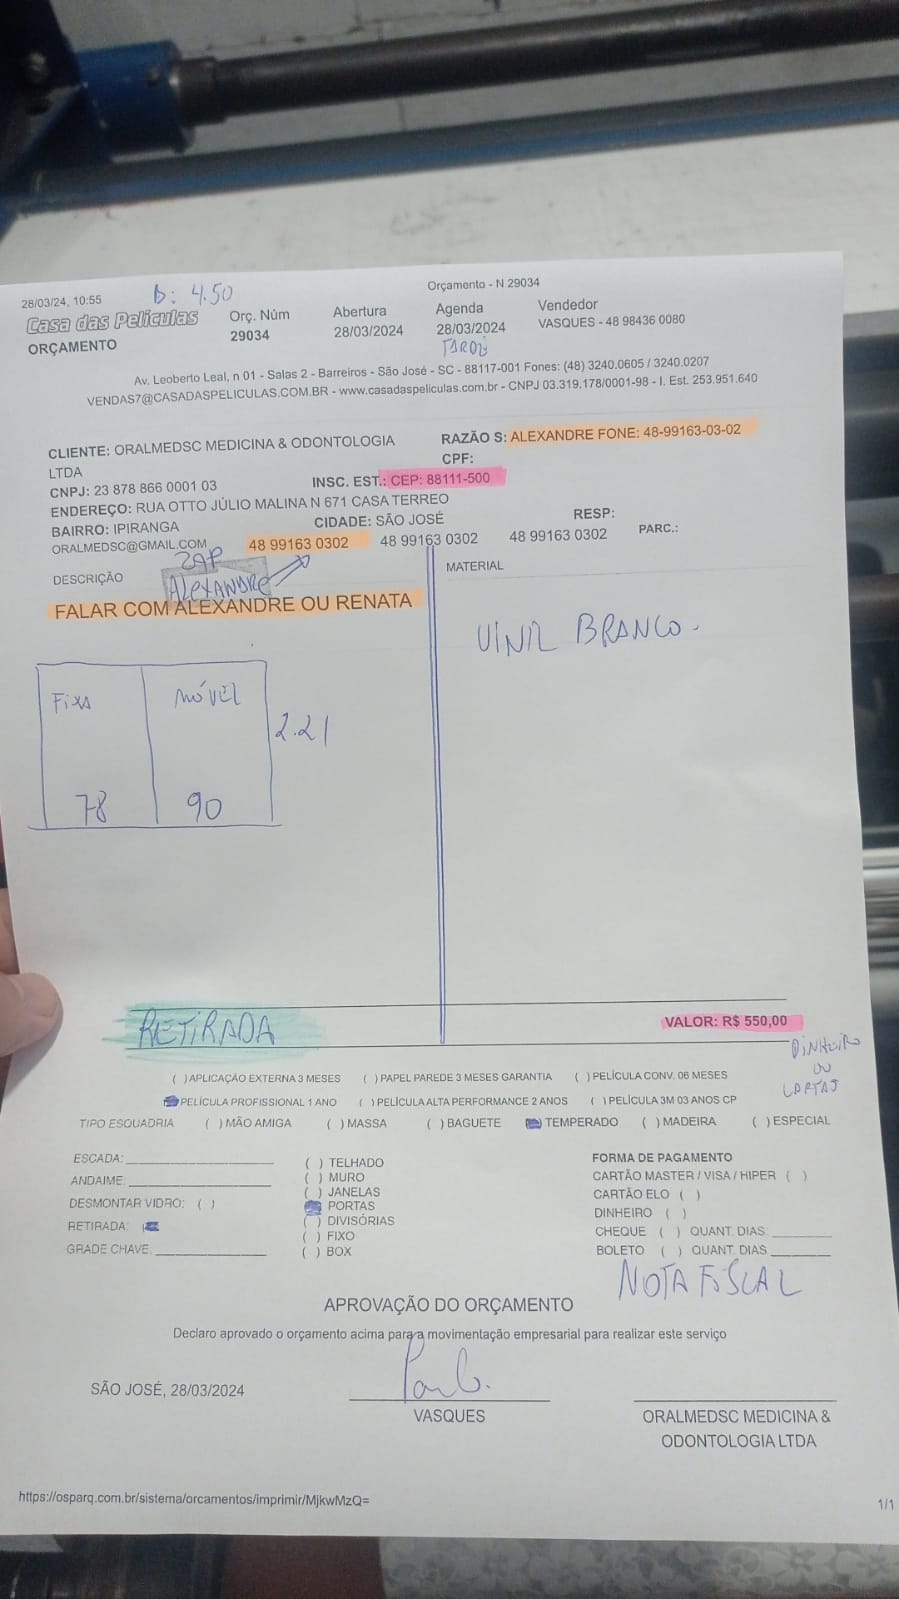 Orçamento - N 29034
28/03/24, 10:55
D: 4.50
Casa das Películas
ORÇAMENTO
Orç. Núm
29034
Abertura
28/03/2024
Agenda
28/03/2024
TARDE
Vendedor
VASQUES - 48 98436 0080
Av. Leoberto Leal, n 01 - Salas 2 - Barreiros - São José - SC - 88117-001 Fones: (48) 3240.0605 / 3240.0207
VENDAS7@CASADASPELICULAS.COM.BR - www.casadaspeliculas.com.br - CNPJ 03.319.178/0001-98 - I. Est. 253.951.640
CLIENTE: ORALMEDSC MEDICINA & ODONTOLOGIA LTDA
RAZÃO S: ALEXANDRE FONE: 48-99163-03-02
CPF:
CNPJ: 23 878 866 0001 03
INSC. EST.: CEP: 88111-500
ENDEREÇO: RUA OTTO JÚLIO MALINA N 671 CASA TERREO
BAIRRO: IPIRANGA
CIDADE: SÃO JOSÉ
RESP:
ORALMEDSC@GMAIL.COM 48 99163 0302 48 99163 0302 48 99163 0302 PARC.:
ZAP
ALEXANDRE
DESCRIÇÃO
MATERIAL
FALAR COM ALEXANDRE OU RENATA
VINIL BRANCO.
Fixo
MÓVEL
2.21
78
90
RETIRADA
VALOR: R$ 550,00
DINHEIRO
OU
CARTAO
( )APLICAÇÃO EXTERNA 3 MESES ( )PAPEL PAREDE 3 MESES GARANTIA ( )PELÍCULA CONV. 06 MESES
PELÍCULA PROFISSIONAL 1 ANO ( )PELÍCULA ALTA PERFORMANCE 2 ANOS ( )PELÍCULA 3M 03 ANOS CP
TIPO ESQUADRIA ( )MÃO AMIGA ( )MASSA ( )BAGUETE TEMPERADO ( )MADEIRA ( )ESPECIAL
ESCADA:
ANDAIME:
DESMONTAR VIDRO: ( )
RETIRADA:
GRADE CHAVE:
( ) TELHADO
( ) MURO
( ) JANELAS
PORTAS
( ) DIVISÓRIAS
( ) FIXO
( ) BOX
FORMA DE PAGAMENTO
CARTÃO MASTER / VISA / HIPER ( )
CARTÃO ELO ( )
DINHEIRO ( )
CHEQUE ( ) QUANT. DIAS:
BOLETO ( ) QUANT. DIAS
NOTA FISCAL
APROVAÇÃO DO ORÇAMENTO
Declaro aprovado o orçamento acima para a movimentação empresarial para realizar este serviço
SÃO JOSÉ, 28/03/2024
VASQUES
ORALMEDSC MEDICINA &
ODONTOLOGIA LTDA
https://osparq.com.br/sistema/orcamentos/imprimir/MjkwMzQ=
1/1